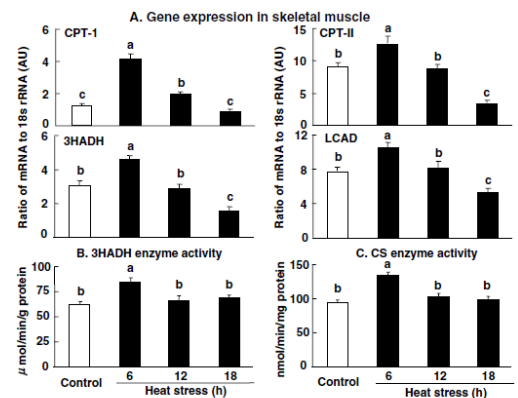 A. Gene expression in skeletal muscle
CPT-1
Ratio of mRNA to 18s rRNA (AU)
6
4
2
0
c
a
b
c
CPT-II
Ratio of mRNA to 18s rRNA (AU)
15
10
5
0
b
a
b
c
3HADH
6
4
2
0
b
a
b
c
LCAD
12
8
4
0
b
a
b
c
B. 3HADH enzyme activity
μ mol/min/g protein
100
75
50
25
0
b
a
b
b
Control
6
12
18
Heat stress (h)
C. CS enzyme activity
nmol/min/mg protein
150
100
50
0
b
a
b
b
Control
6
12
18
Heat stress (h)